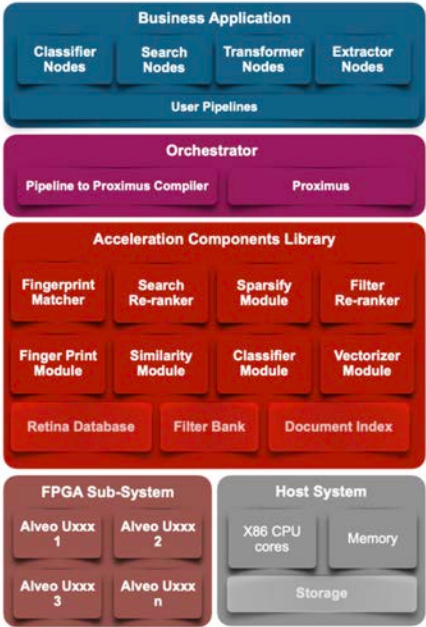 Business Application
Classifier Search Transformer Extractor
Nodes Nodes Nodes Nodes
User Pipelines
Orchestrator
Pipeline to Proximus Compiler Proximus
Acceleration Components Library
Fingerprint Search Sparsify Filter
Matcher Re-ranker Module Re-ranker
Finger Print Similarity Classifier Vectorizer
Module Module Module Module
Retina Database Filter Bank Document Index
FPGA Sub-System
Alveo Uxxx Alveo Uxxx
1 2
Alveo Uxxx Alveo Uxxx
3 n
Host System
X86 CPU Memory
cores
Storage